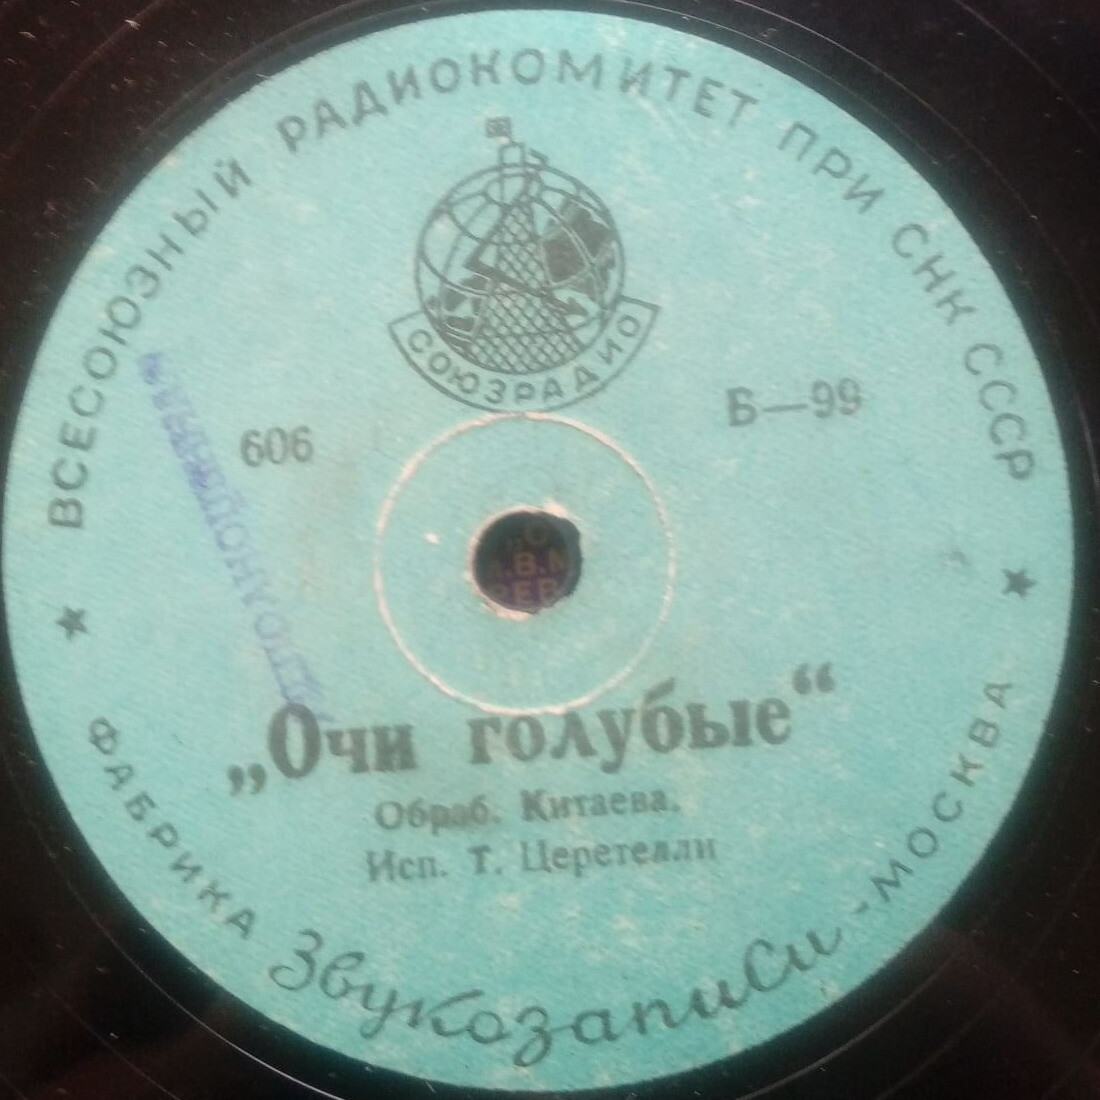 ВСЕСОЮЗНЫЙ РАДИОКОМИТЕТ ПРИ СНК СССР
СОЮЗРАДИО
606
Б—99
„Очи голубые“
Обраб. Китаева.
Исп. Т. Церетелли
ФАБРИКА Звукозаписи - МОСКВА